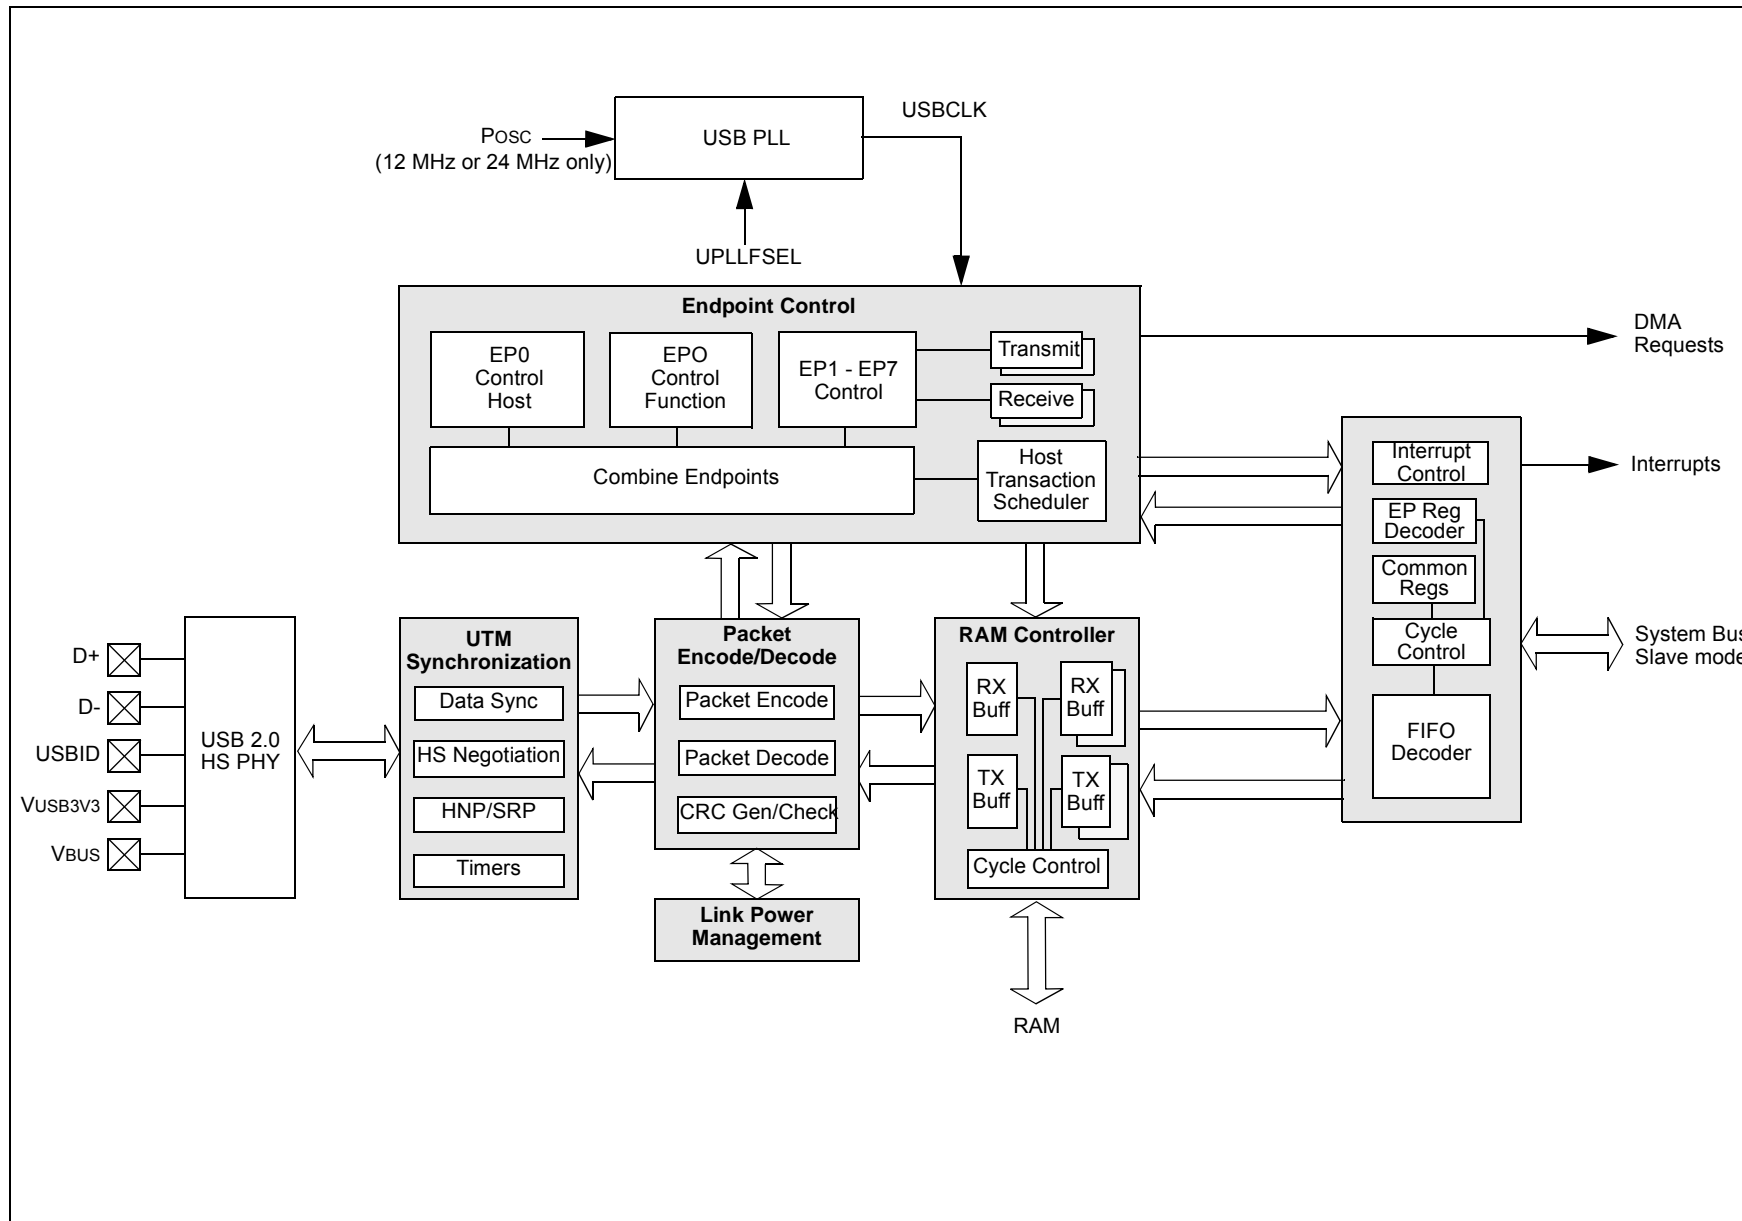 USBCLK
POSC
(12 MHz or 24 MHz only)
USB PLL
UPLLFSEL
Endpoint Control
EP0
Control
Host
EPO
Control
Function
EP1 - EP7
Control
Transmit
Receive
Combine Endpoints
Host
Transaction
Scheduler
DMA
Requests
Interrupt
Control
Interrupts
EP Reg
Decoder
Common
Regs
Cycle
Control
FIFO
Decoder
System Bus
Slave mode
D+
D-
USBID
VUSB3V3
VBUS
USB 2.0
HS PHY
UTM
Synchronization
Data Sync
HS Negotiation
HNP/SRP
Timers
Packet
Encode/Decode
Packet Encode
Packet Decode
CRC Gen/Check
Link Power
Management
RAM Controller
RX
Buff
RX
Buff
TX
Buff
TX
Buff
Cycle Control
RAM